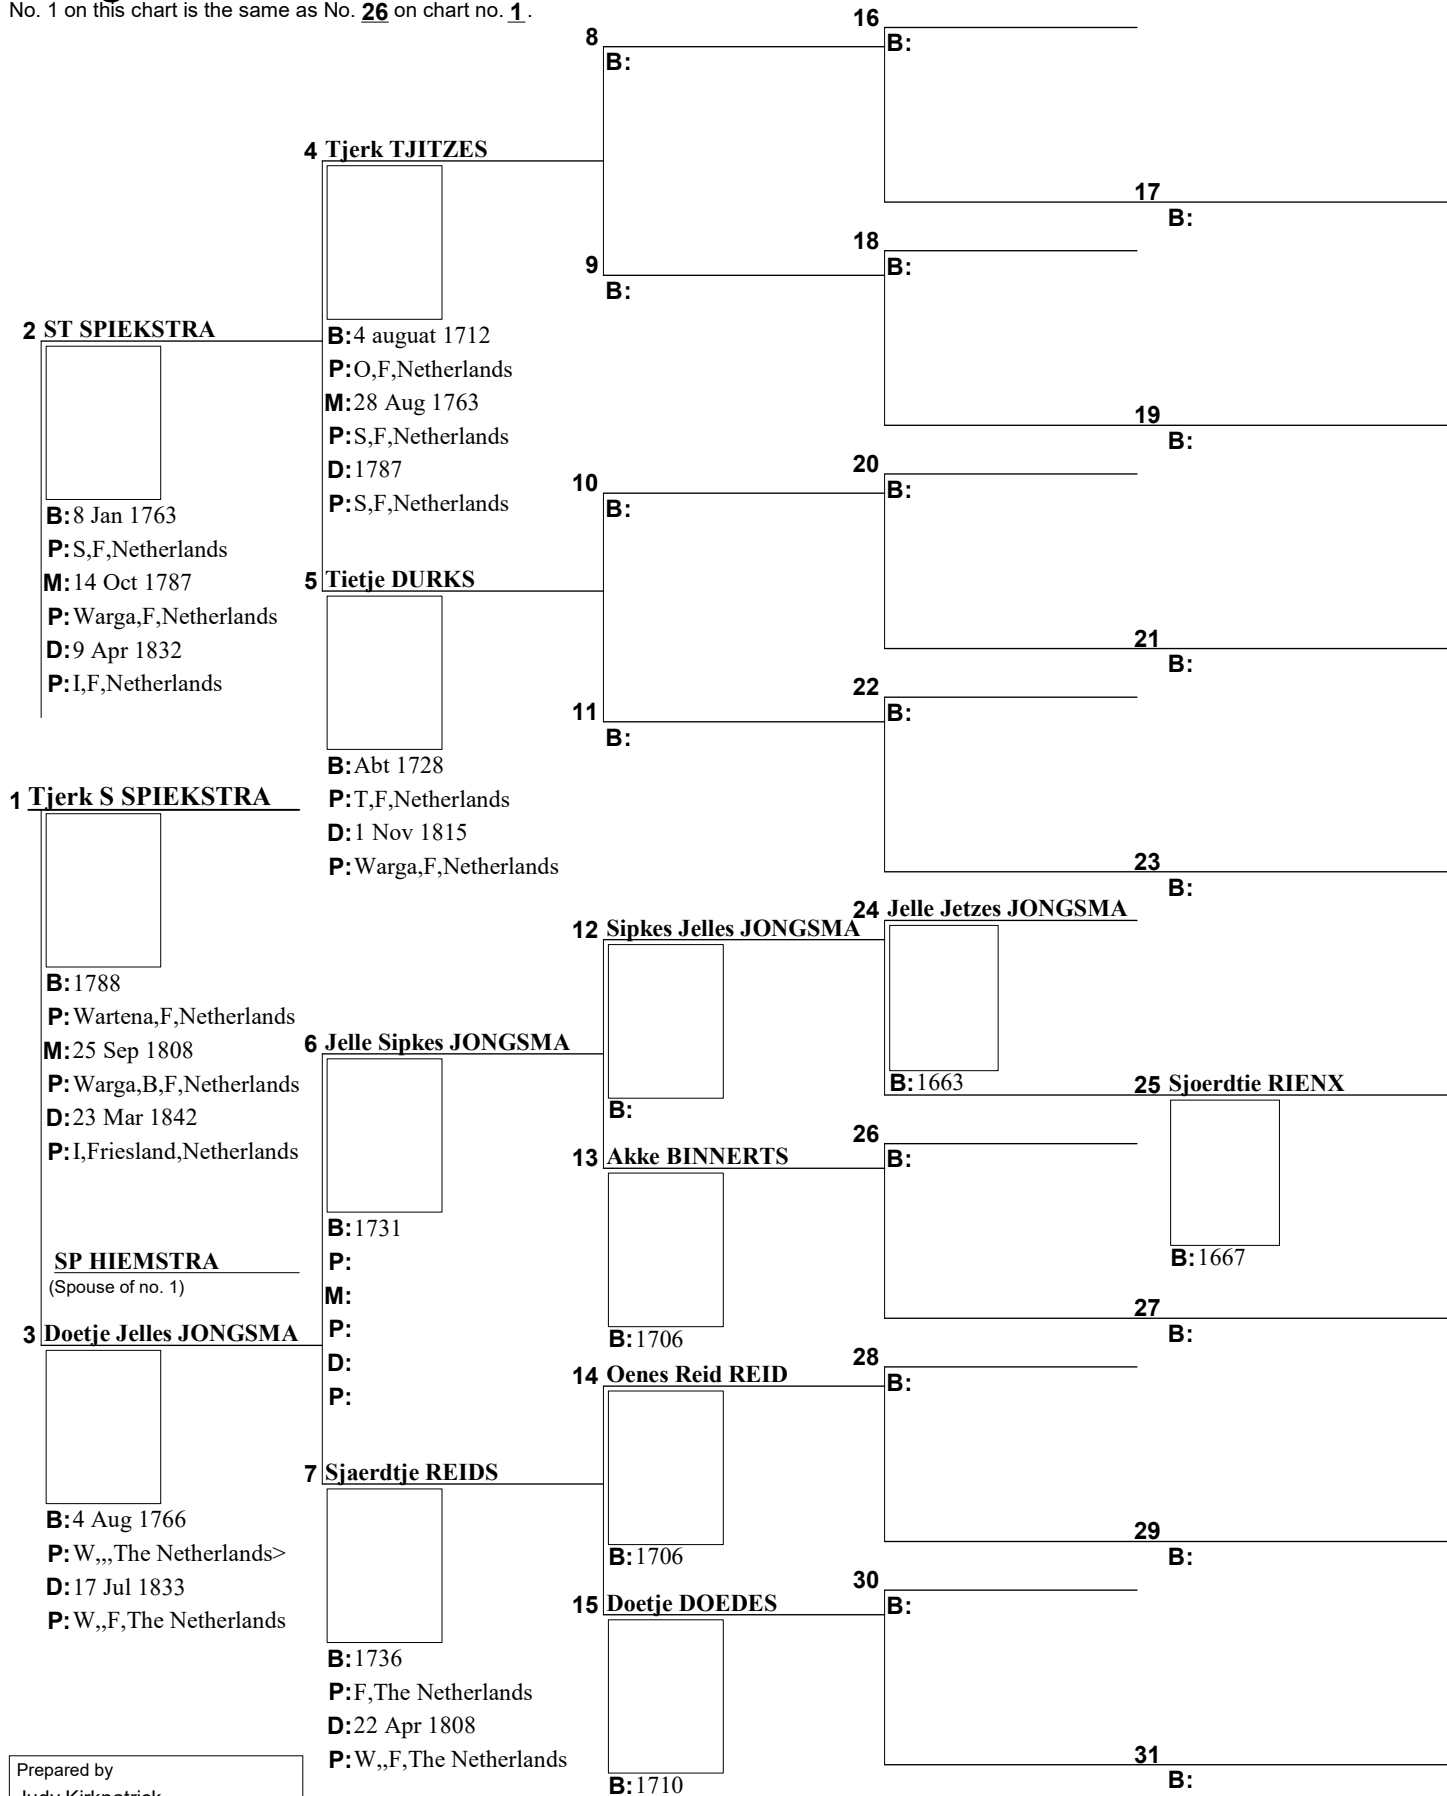 No. 1 on this chart is the same as No. 26 on chart no. 1.
16
B:
8
B:
4 Tjerk TJITZES
17
B:
18
B:
9
B:
2 ST SPIEKSTRA
B: 4 auguat 1712
P: O,F,Netherlands
M: 28 Aug 1763
P: S,F,Netherlands
D: 1787
P: S,F,Netherlands
19
B:
20
B:
10
B:
B: 8 Jan 1763
P: S,F,Netherlands
M: 14 Oct 1787
P: Warga,F,Netherlands
D: 9 Apr 1832
P: I,F,Netherlands
5 Tietje DURKS
21
B:
22
B:
11
B:
B: Abt 1728
P: T,F,Netherlands
D: 1 Nov 1815
P: Warga,F,Netherlands
1 Tjerk S SPIEKSTRA
23
B:
24 Jelle Jetzes JONGSMA
12 Sipkes Jelles JONGSMA
B: 1788
P: Wartena,F,Netherlands
M: 25 Sep 1808
P: Warga,B,F,Netherlands
D: 23 Mar 1842
P: I,Friesland,Netherlands
6 Jelle Sipkes JONGSMA
B: 1663
25 Sjoerdtie RIENX
B:
26
B:
13 Akke BINNERTS
B: 1731
P:
M:
P:
D:
P:
SP HIEMSTRA
(Spouse of no. 1)
B: 1667
27
B:
3 Doetje Jelles JONGSMA
B: 1706
28
B:
14 Oenes Reid REID
7 Sjaerdtje REIDS
B: 4 Aug 1766
P: W,,,The Netherlands>
D: 17 Jul 1833
P: W,,F,The Netherlands
29
B:
B: 1706
30
B:
15 Doetje DOEDES
B: 1736
P: F,The Netherlands
D: 22 Apr 1808
P: W,,F,The Netherlands
31
B:
B: 1710
Prepared by
Judy Kirkpatrick